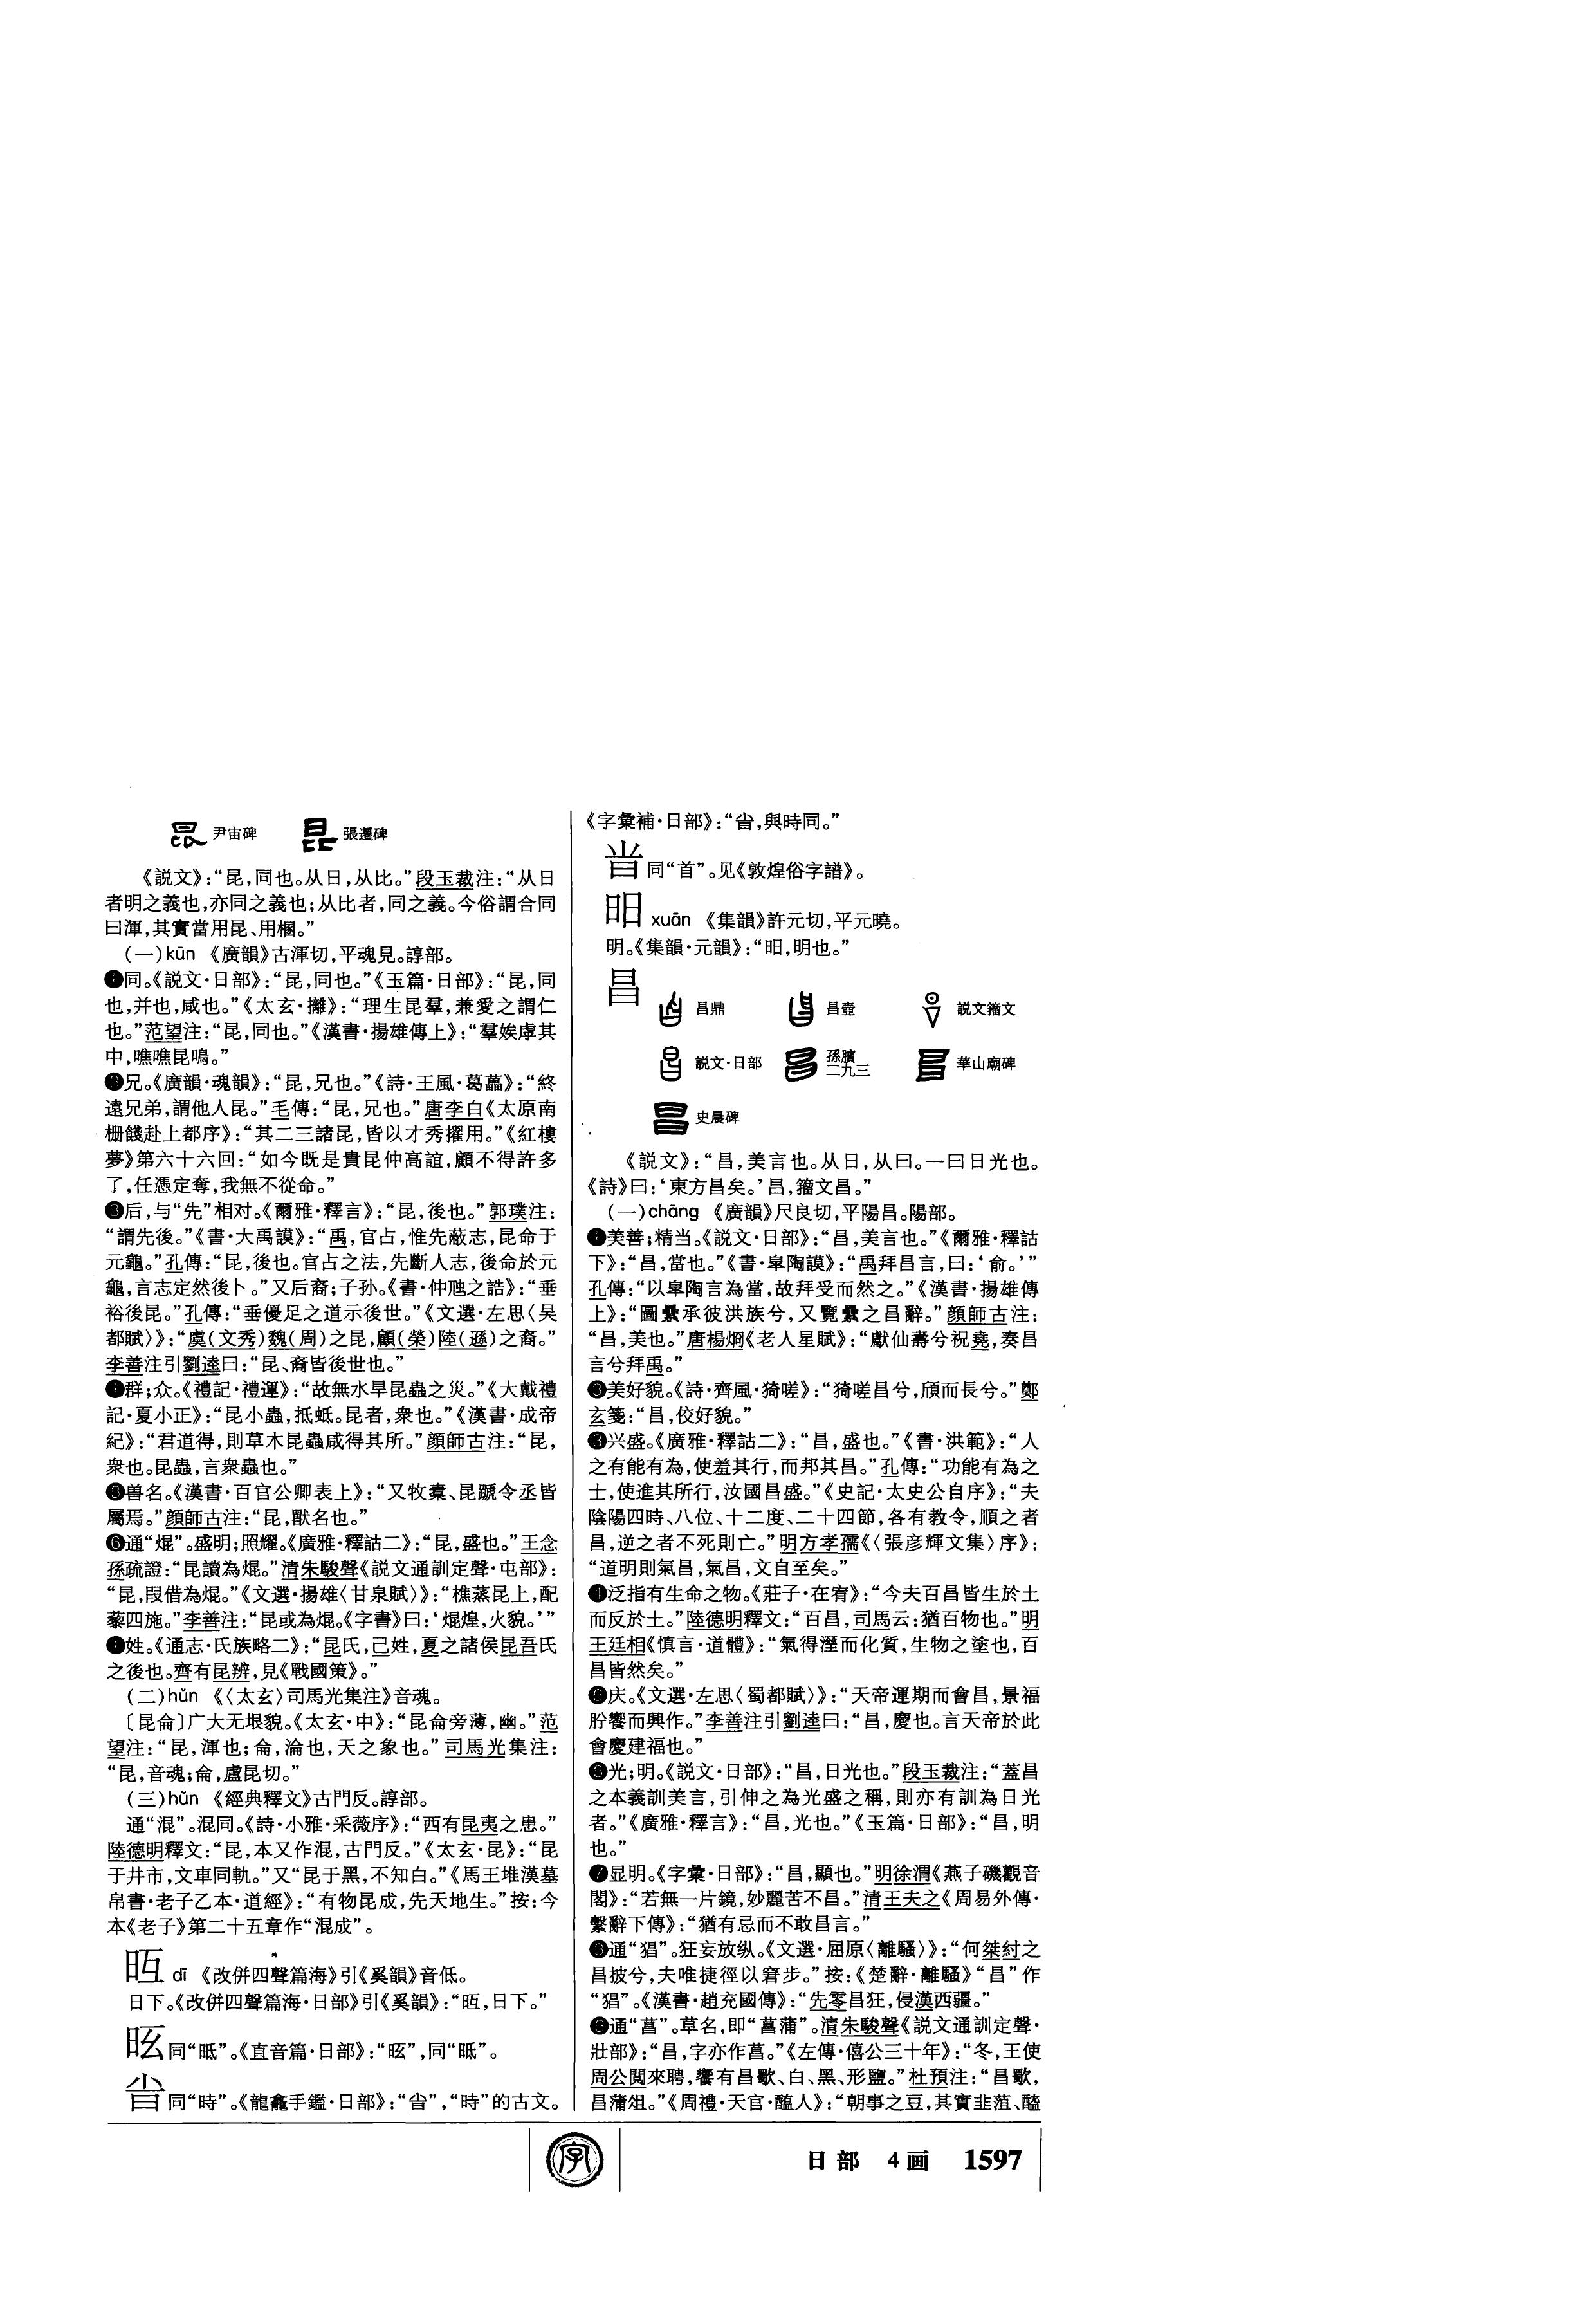 尹宙碑 張遷碑
《説文》：“昆，同也。从日，从比。”段玉裁注：“从日
者明之義也，亦同之義也；从比者，同之義。今俗謂合同
曰渾，其實當用昆、用梱。”
（一）kūn 《廣韻》古渾切，平魂見。諄部。
❶同。《説文·日部》：“昆，同也。”《玉篇·日部》：“昆，同
也，并也，咸也。”《太玄·攡》：“理生昆羣，兼愛之謂仁
也。”范望注：“昆，同也。”《漢書·揚雄傳上》：“羣娭虖其
中，噍噍昆鳴。”
❷兄。《廣韻·魂韻》：“昆，兄也。”《詩·王風·葛藟》：“終
遠兄弟，謂他人昆。”毛傳：“昆，兄也。”唐李白《太原南
栅餞赴上都序》：“其二三諸昆，皆以才秀擢用。”《紅樓
夢》第六十六回：“如今既是貴昆仲高誼，顧不得許多
了，任憑定奪，我無不從命。”
❸后，与“先”相对。《爾雅·釋言》：“昆，後也。”郭璞注：
“謂先後。”《書·大禹謨》：“禹，官占，惟先蔽志，昆命于
元龜。”孔傳：“昆，後也。官占之法，先斷人志，後命於元
龜，言志定然後卜。”又后裔；子孙。《書·仲虺之誥》：“垂
裕後昆。”孔傳：“垂優足之道示後世。”《文選·左思〈吴
都賦〉》：“虞（文秀）魏（周）之昆，顧（榮）陸（遜）之裔。”
李善注引劉逵曰：“昆、裔皆後世也。”
❹群；众。《禮記·禮運》：“故無水旱昆蟲之災。”《大戴禮
記·夏小正》：“昆小蟲，抵蚳。昆者，衆也。”《漢書·成帝
紀》：“君道得，則草木昆蟲咸得其所。”顔師古注：“昆，
衆也。昆蟲，言衆蟲也。”
❺兽名。《漢書·百官公卿表上》：“又牧橐、昆蹏令丞皆
屬焉。”顔師古注：“昆，獸名也。”
❻通“焜”。盛明；照耀。《廣雅·釋詁二》：“昆，盛也。”王念
孫疏證：“昆讀為焜。”清朱駿聲《説文通訓定聲·屯部》：
“昆，叚借為焜。”《文選·揚雄〈甘泉賦〉》：“樵蒸昆上，配
藜四施。”李善注：“昆或為焜。《字書》曰：‘焜煌，火貌。’”
❼姓。《通志·氏族略二》：“昆氏，己姓，夏之諸侯昆吾氏
之後也。齊有昆辨，見《戰國策》。”
（二）hún 《〈太玄〉司馬光集注》音魂。
〔昆侖〕广大无垠貌。《太玄·中》：“昆侖旁薄，幽。”范
望注：“昆，渾也；侖，淪也，天之象也。”司馬光集注：
“昆，音魂；侖，盧昆切。”
（三）hǔn 《經典釋文》古門反。諄部。
通“混”。混同。《詩·小雅·采薇序》：“西有昆夷之患。”
陸德明釋文：“昆，本又作混，古門反。”《太玄·昆》：“昆
于井市，文車同軌。”又“昆于黑，不知白。”《馬王堆漢墓
帛書·老子乙本·道經》：“有物昆成，先天地生。”按：今
本《老子》第二十五章作“混成”。
dī 《改併四聲篇海》引《奚韻》音低。
日下。《改併四聲篇海·日部》引《奚韻》：“，日下。”
昡 同“眡”。《直音篇·日部》：“昡”，同“眡”。
旹 同“時”。《龍龕手鑑·日部》：“旹”，“時”的古文。
《字彙補·日部》：“旹，與時同。”
同“首”。见《敦煌俗字譜》。
昍 xuān 《集韻》許元切，平元曉。
明。《集韻·元韻》：“昍，明也。”
昌
昌鼎 昌壺 説文籀文
説文·日部 孫臏二九三 華山廟碑
史晨碑
《説文》：“昌，美言也。从日，从曰。一曰日光也。
《詩》曰：‘東方昌矣。’昌，籀文昌。”
（一）chāng 《廣韻》尺良切，平陽昌。陽部。
❶美善；精当。《説文·日部》：“昌，美言也。”《爾雅·釋詁
下》：“昌，當也。”《書·臯陶謨》：“禹拜昌言，曰：‘俞。’”
孔傳：“以臯陶言為當，故拜受而然之。”《漢書·揚雄傳
上》：“圖纍承彼洪族兮，又覽纍之昌辭。”顔師古注：
“昌，美也。”唐楊烱《老人星賦》：“獻仙壽兮祝堯，奏昌
言兮拜禹。”
❷美好貌。《詩·齊風·猗嗟》：“猗嗟昌兮，頎而長兮。”鄭
玄箋：“昌，佼好貌。”
❸兴盛。《廣雅·釋詁二》：“昌，盛也。”《書·洪範》：“人
之有能有為，使羞其行，而邦其昌。”孔傳：“功能有為之
士，使進其所行，汝國昌盛。”《史記·太史公自序》：“夫
陰陽四時、八位、十二度、二十四節，各有教令，順之者
昌，逆之者不死則亡。”明方孝孺《〈張彦輝文集〉序》：
“道明則氣昌，氣昌，文自至矣。”
❹泛指有生命之物。《莊子·在宥》：“今夫百昌皆生於土
而反於土。”陸德明釋文：“百昌，司馬云：猶百物也。”明
王廷相《慎言·道體》：“氣得溼而化質，生物之塗也，百
昌皆然矣。”
❺庆。《文選·左思〈蜀都賦〉》：“天帝運期而會昌，景福
肸饗而興作。”李善注引劉逵曰：“昌，慶也。言天帝於此
會慶建福也。”
❻光；明。《説文·日部》：“昌，日光也。”段玉裁注：“蓋昌
之本義訓美言，引伸之為光盛之稱，則亦有訓為日光
者。”《廣雅·釋言》：“昌，光也。”《玉篇·日部》：“昌，明
也。”
❼显明。《字彙·日部》：“昌，顯也。”明徐渭《燕子磯觀音
閣》：“若無一片鏡，妙麗苦不昌。”清王夫之《周易外傳·
繫辭下傳》：“猶有忌而不敢昌言。”
❽通“猖”。狂妄放纵。《文選·屈原〈離騷〉》：“何桀紂之
昌披兮，夫唯捷徑以窘步。”按：《楚辭·離騷》“昌”作
“猖”。《漢書·趙充國傳》：“先零昌狂，侵漢西疆。”
❾通“菖”。草名，即“菖蒲”。清朱駿聲《説文通訓定聲·
壯部》：“昌，字亦作菖。”《左傳·僖公三十年》：“冬，王使
周公閲來聘，饗有昌歜、白、黑、形鹽。”杜預注：“昌歜，
昌蒲俎。”《周禮·天官·醢人》：“朝事之豆，其實韭菹、醓
字
日部 4画 1597